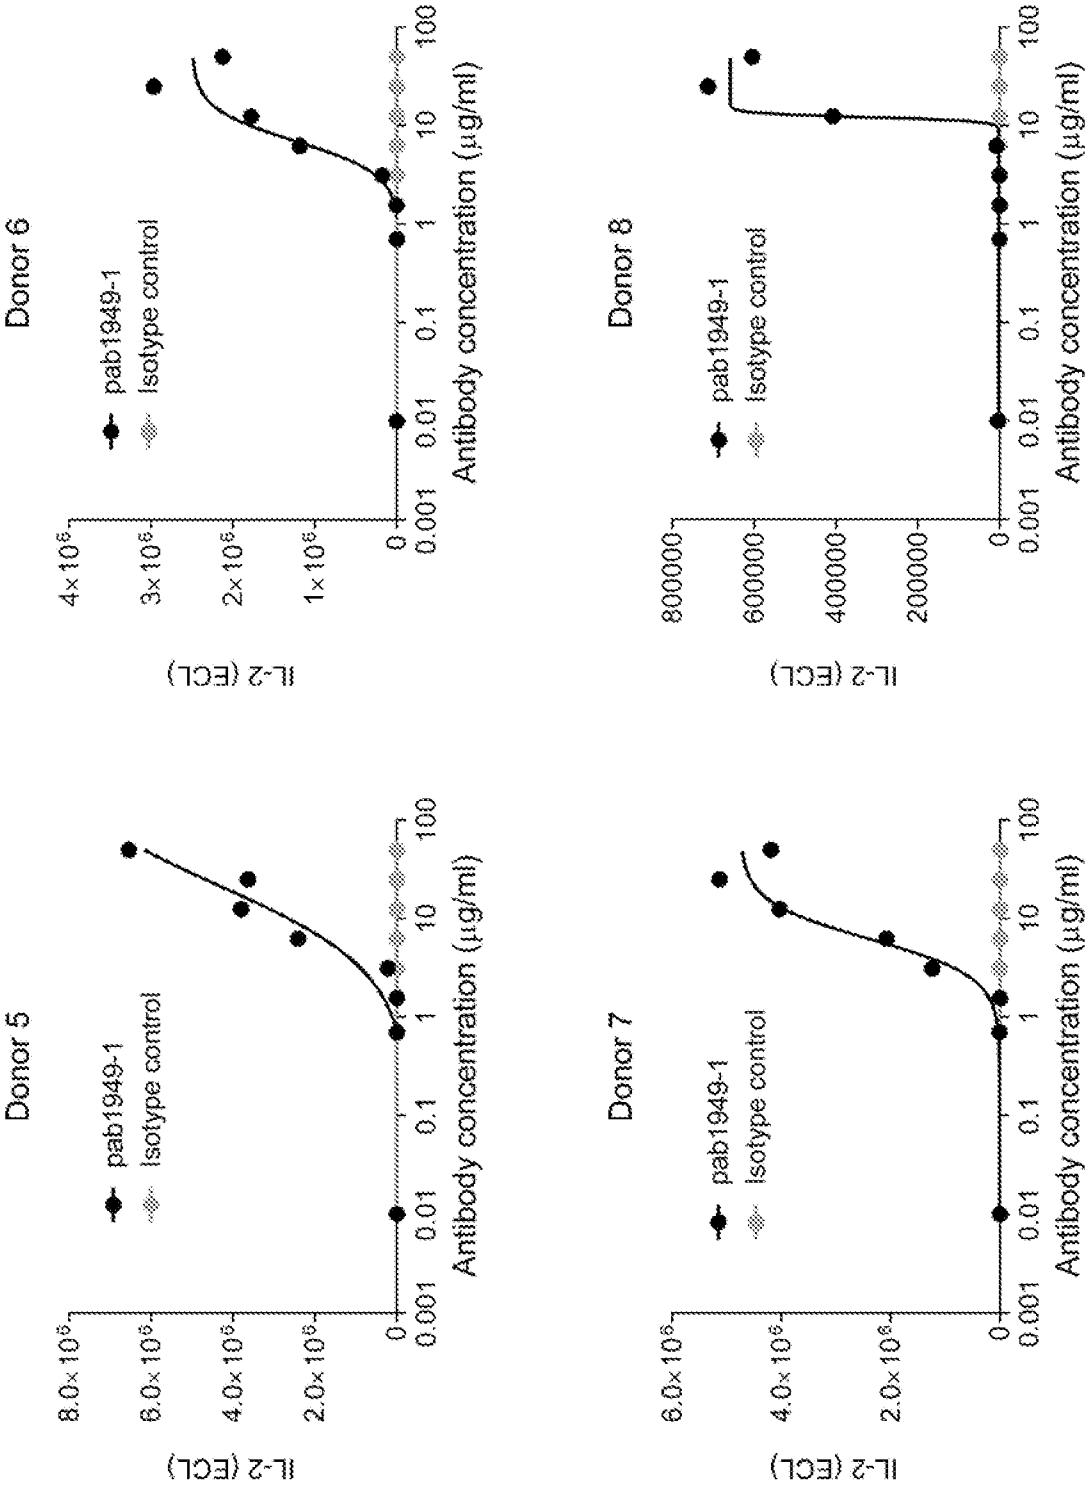 Donor 5
8.0×10⁶
6.0×10⁶
4.0×10⁶
2.0×10⁶
0
IL-2 (ECL)
pab1949-1
Isotype control
0.001 0.01 0.1 1 10 100
Antibody concentration (µg/ml)
Donor 6
4×10⁶
3×10⁶
2×10⁶
1×10⁶
0
IL-2 (ECL)
pab1949-1
Isotype control
0.001 0.01 0.1 1 10 100
Antibody concentration (µg/ml)
Donor 7
6.0×10⁶
4.0×10⁶
2.0×10⁶
0
IL-2 (ECL)
pab1949-1
Isotype control
0.001 0.01 0.1 1 10 100
Antibody concentration (µg/ml)
Donor 8
800000
600000
400000
200000
0
IL-2 (ECL)
pab1949-1
Isotype control
0.001 0.01 0.1 1 10 100
Antibody concentration (µg/ml)